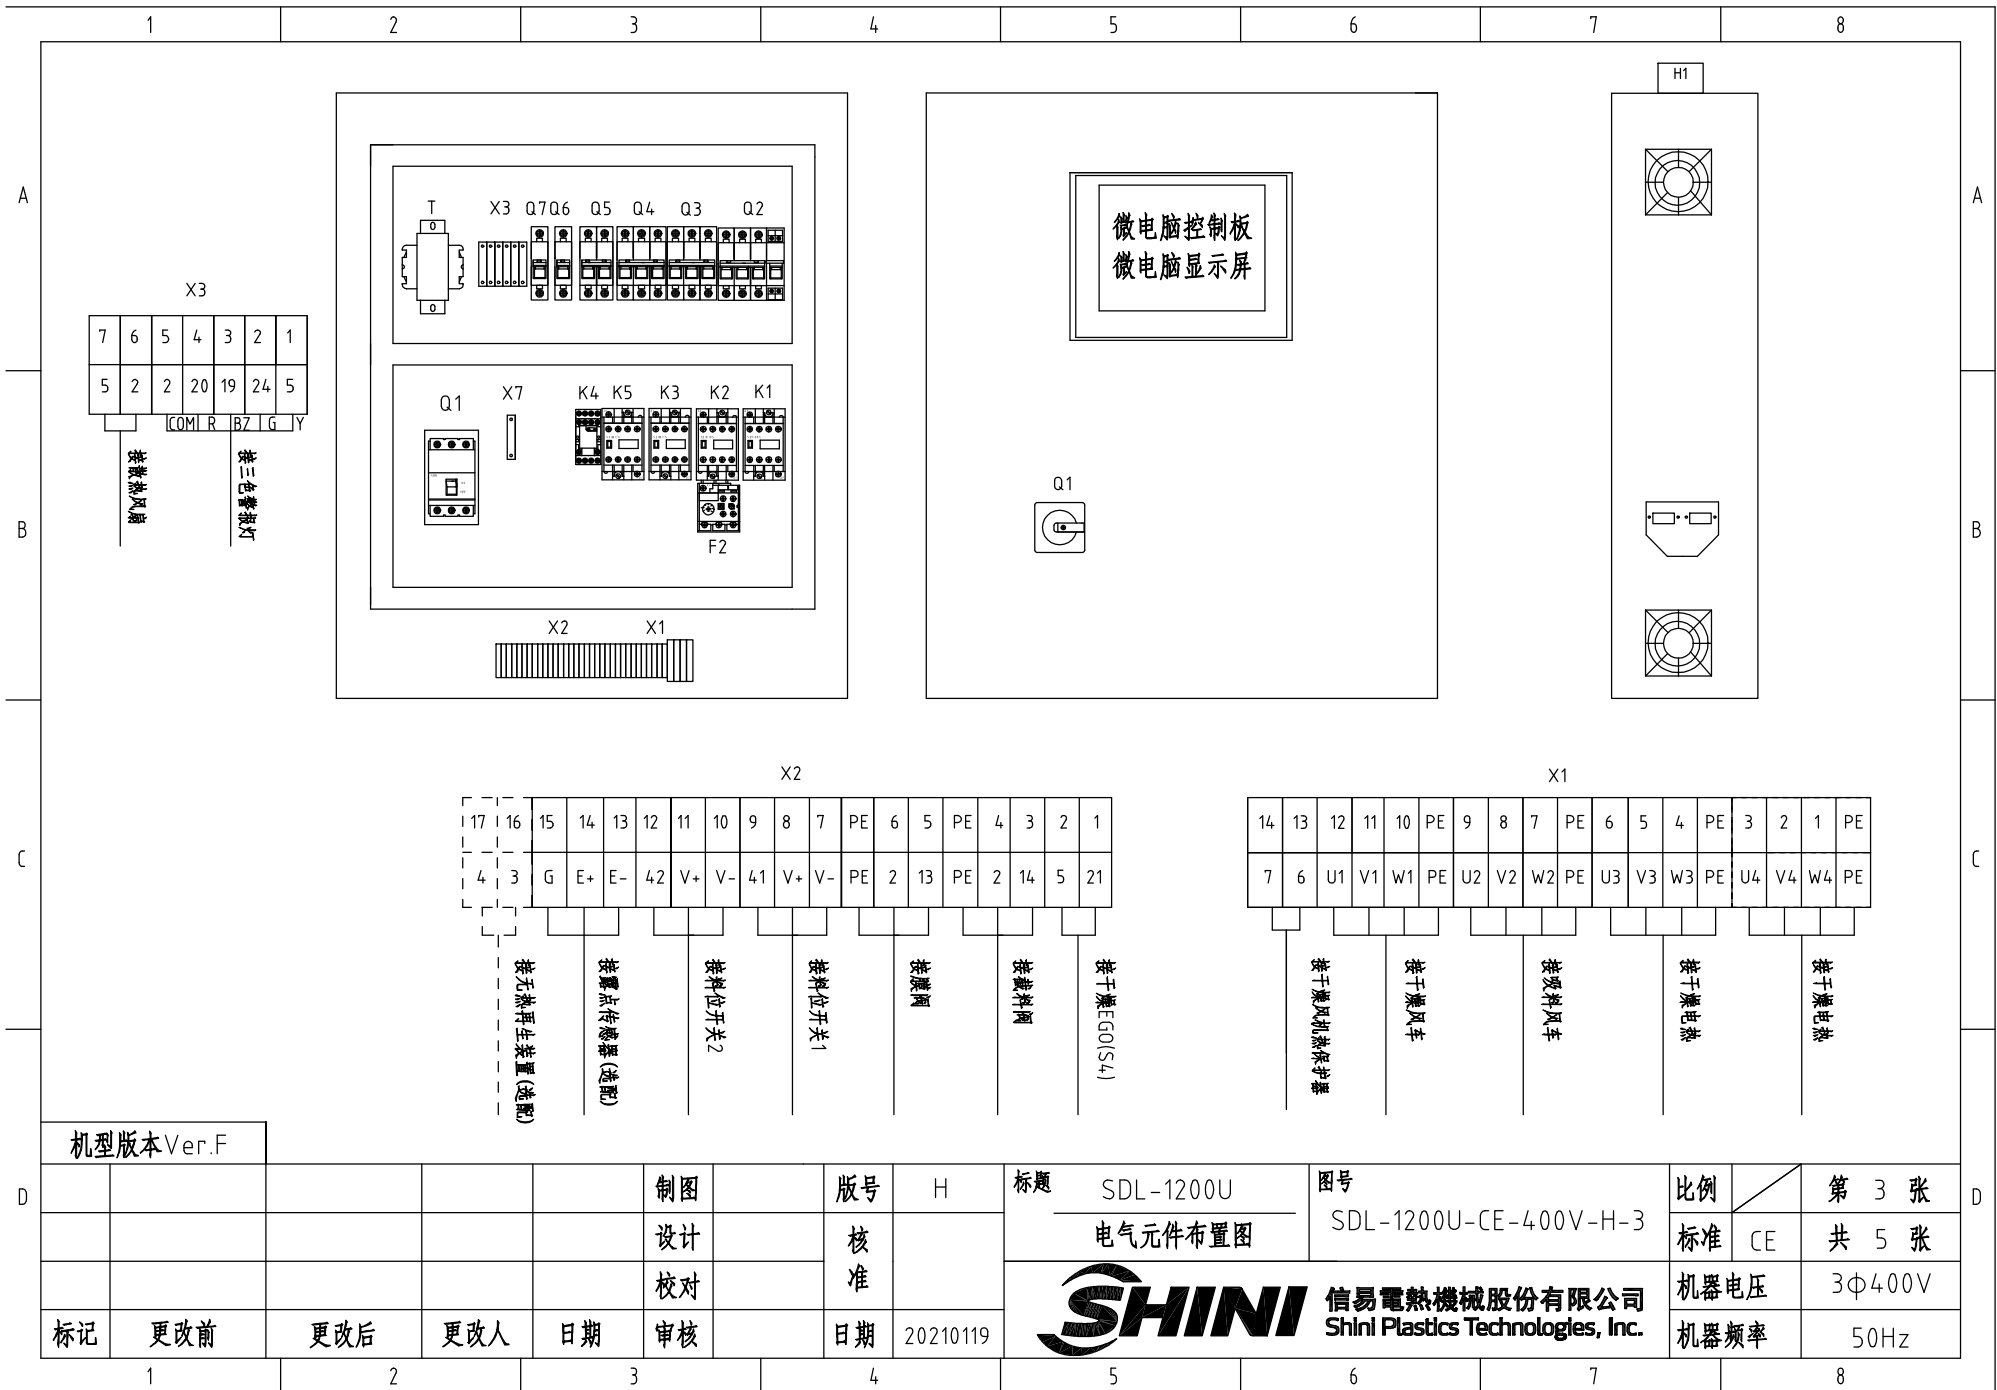 1 2 3 4 5 6 7 8
H1
A A
T X3 Q7 Q6 Q5 Q4 Q3 Q2
微电脑控制板
微电脑显示屏
X3
7 6 5 4 3 2 1
5 2 2 20 19 24 5
COM R BZ G Y
接散热风扇
接三色警报灯
Q1 X7 K4 K5 K3 K2 K1
F2
Q1
B B
X2 X1
X2
17 16 15 14 13 12 11 10 9 8 7 PE 6 5 PE 4 3 2 1
4 3 G E+ E- 42 V+ V- 41 V+ V- PE 2 13 PE 2 14 5 21
接无热再生装置(选配)
接露点传感器(选配)
接料位开关2
接料位开关1
接膜阀
接截料阀
接干燥EGO(S4)
X1
14 13 12 11 10 PE 9 8 7 PE 6 5 4 PE 3 2 1 PE
7 6 U1 V1 W1 PE U2 V2 W2 PE U3 V3 W3 PE U4 V4 W4 PE
接干燥风机热保护器
接干燥风车
接吸料风车
接干燥电热
接干燥电热
C C
机型版本Ver.F
D D
制图 版号 H
设计 核准
校对
标记 更改前 更改后 更改人 日期 审核 日期 20210119
标题 SDL-1200U
电气元件布置图
图号
SDL-1200U-CE-400V-H-3
比例 第 3 张
标准 CE 共 5 张
机器电压 3φ400V
机器频率 50Hz
SHINI
信易電熱機械股份有限公司
Shini Plastics Technologies, Inc.
1 2 3 4 5 6 7 8